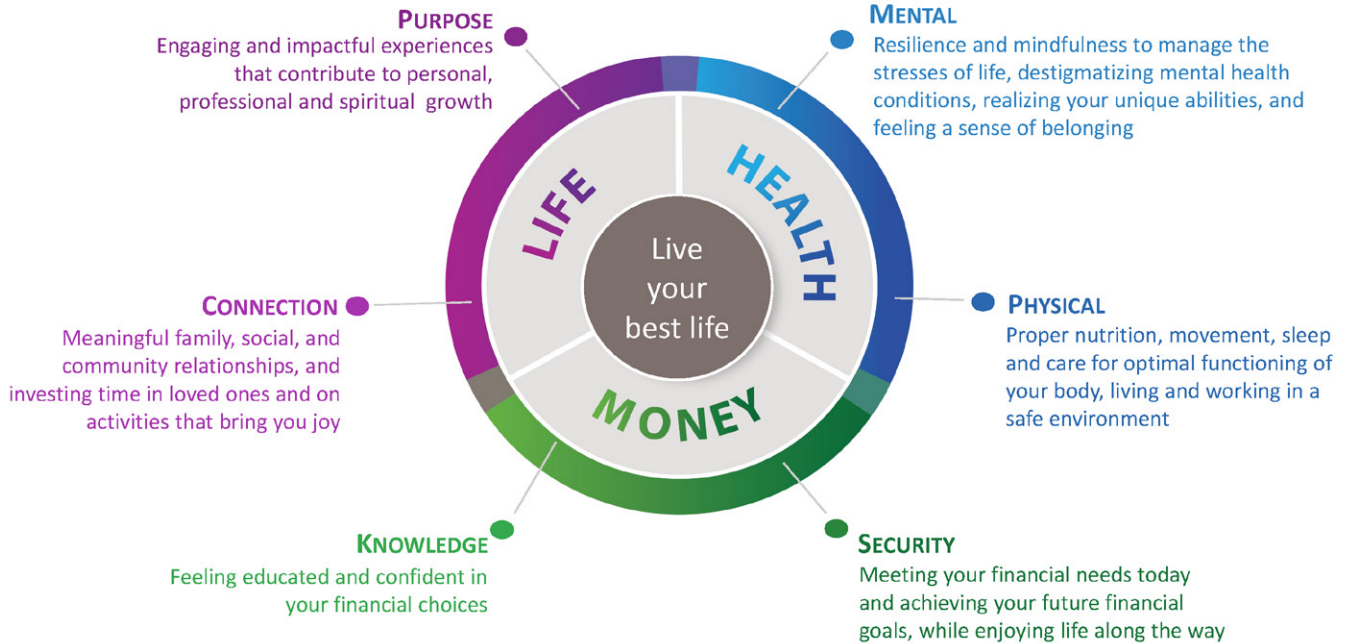 PURPOSE
Engaging and impactful experiences
that contribute to personal,
professional and spiritual growth
MENTAL
Resilience and mindfulness to manage the
stresses of life, destigmatizing mental health
conditions, realizing your unique abilities, and
feeling a sense of belonging
LIFE
HEALTH
Live
your
best life
MONEY
CONNECTION
Meaningful family, social, and
community relationships, and
investing time in loved ones and on
activities that bring you joy
PHYSICAL
Proper nutrition, movement, sleep
and care for optimal functioning of
your body, living and working in a
safe environment
KNOWLEDGE
Feeling educated and confident in
your financial choices
SECURITY
Meeting your financial needs today
and achieving your future financial
goals, while enjoying life along the way